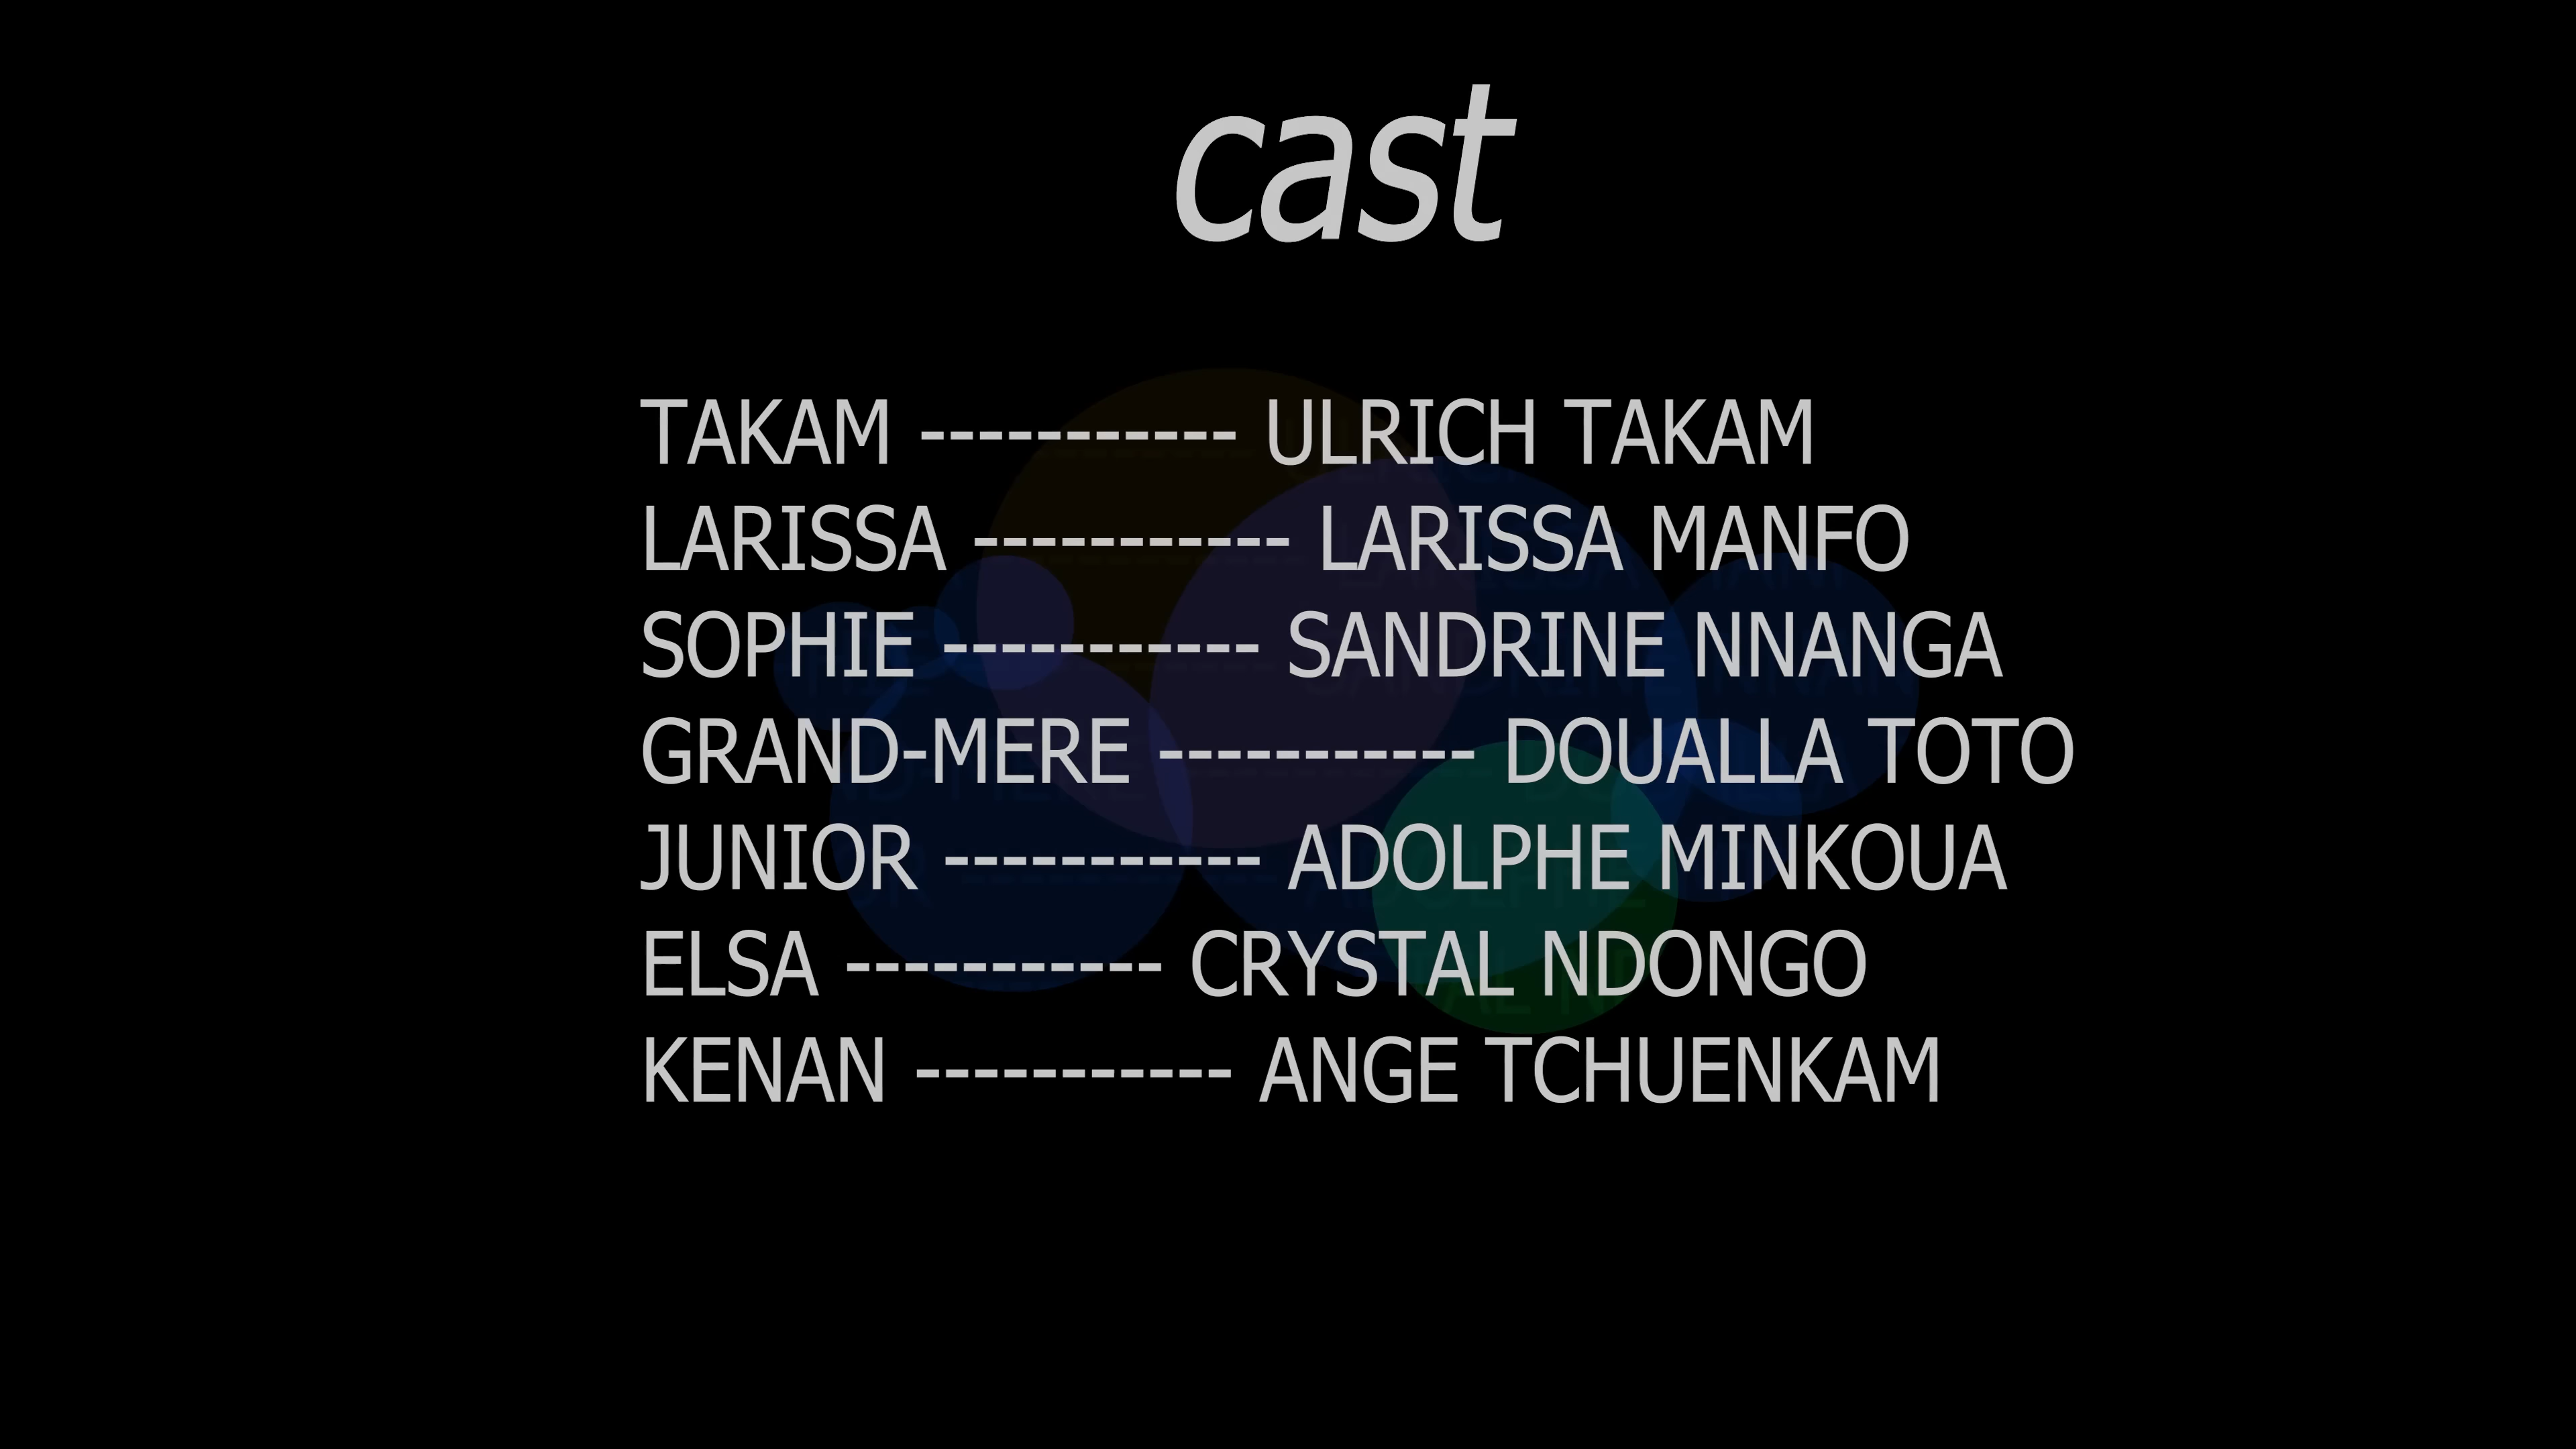 cast
TAKAM ----------- ULRICH TAKAM
LARISSA ----------- LARISSA MANFO
SOPHIE ----------- SANDRINE NNANGA
GRAND-MERE ----------- DOUALLA TOTO
JUNIOR ----------- ADOLPHE MINKOUA
ELSA ----------- CRYSTAL NDONGO
KENAN ----------- ANGE TCHUENKAM